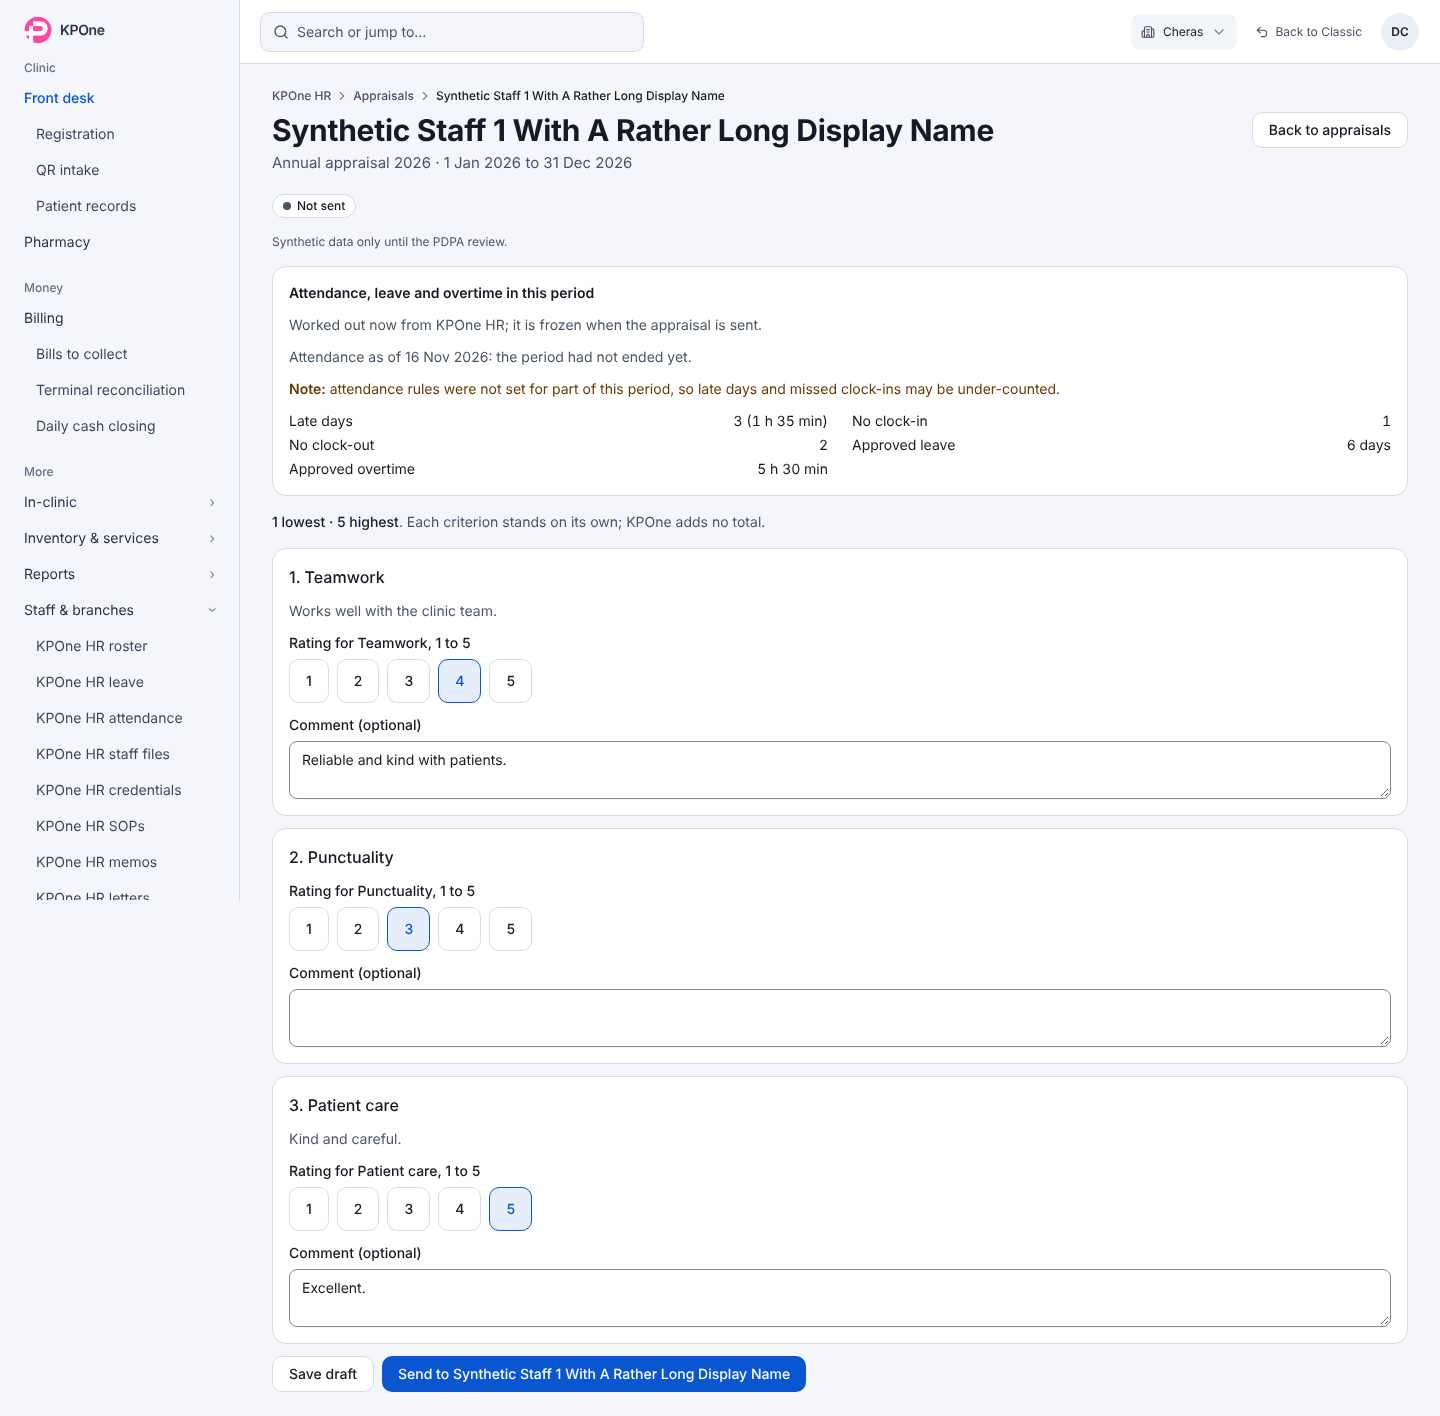 KPOne
Search or jump to...
Cheras
Back to Classic
DC
Clinic
Front desk
Registration
QR intake
Patient records
Pharmacy
Money
Billing
Bills to collect
Terminal reconciliation
Daily cash closing
More
In-clinic
Inventory & services
Reports
Staff & branches
KPOne HR roster
KPOne HR leave
KPOne HR attendance
KPOne HR staff files
KPOne HR credentials
KPOne HR SOPs
KPOne HR memos
KPOne HR letters
KPOne HR > Appraisals > Synthetic Staff 1 With A Rather Long Display Name
Synthetic Staff 1 With A Rather Long Display Name
Back to appraisals
Annual appraisal 2026 · 1 Jan 2026 to 31 Dec 2026
Not sent
Synthetic data only until the PDPA review.
Attendance, leave and overtime in this period
Worked out now from KPOne HR; it is frozen when the appraisal is sent.
Attendance as of 16 Nov 2026: the period had not ended yet.
Note: attendance rules were not set for part of this period, so late days and missed clock-ins may be under-counted.
Late days 3 (1 h 35 min) No clock-in 1
No clock-out 2 Approved leave 6 days
Approved overtime 5 h 30 min
1 lowest · 5 highest. Each criterion stands on its own; KPOne adds no total.
1. Teamwork
Works well with the clinic team.
Rating for Teamwork, 1 to 5
1 2 3 4 5
Comment (optional)
Reliable and kind with patients.
2. Punctuality
Rating for Punctuality, 1 to 5
1 2 3 4 5
Comment (optional)
3. Patient care
Kind and careful.
Rating for Patient care, 1 to 5
1 2 3 4 5
Comment (optional)
Excellent.
Save draft
Send to Synthetic Staff 1 With A Rather Long Display Name